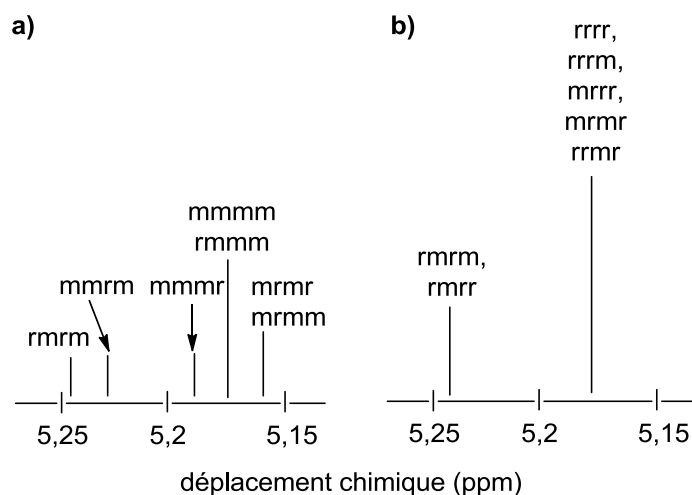 a)
mmmm
rmmm
mmrm
mmmr
mrmr
mrmm
rmrm
5,25
5,2
5,15
b)
rrrr,
rrrm,
mrrr,
mrmr
rrmr
rmrm,
rmrr
5,25
5,2
5,15
déplacement chimique (ppm)